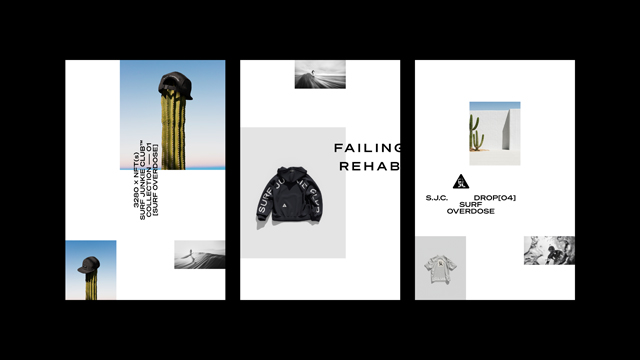 3280 x NFT(s)
SURF JUNKIE CLUB™
COLLECTION — 01
[SURF OVERDOSE]
FAILING
REHAB
SURF JUNKIE CLUB
S.J.C. DROP[04]
SURF
OVERDOSE